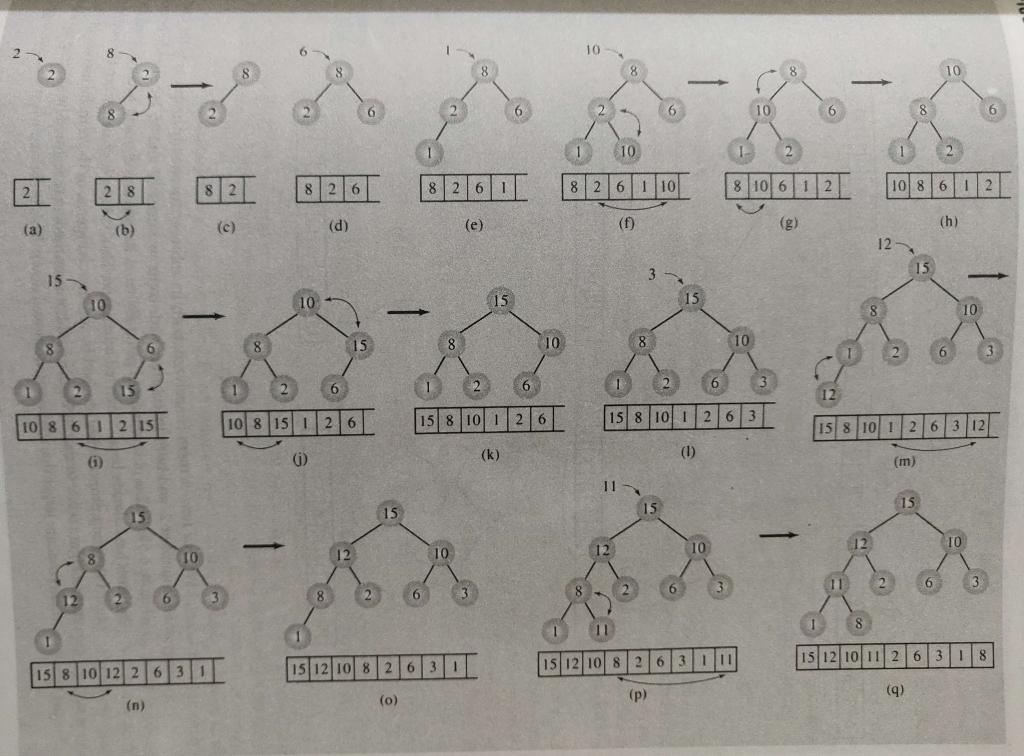 2 8 6 1 10
2 2 8 8 8 8 8 10
8 2 2 6 2 6 2 6 10 6 8 6
1 1 10 1 2 1 2
2 2 8 8 2 8 2 6 8 2 6 1 8 2 6 1 10 8 10 6 1 2 10 8 6 1 2
(a) (b) (c) (d) (e) (f) (g) (h)
15 3 12
10 10 15 15 15
8 6 8 15 8 10 8 10 8 10
1 2 15 1 2 6 1 2 6 1 2 6 3 1 2 6 3
12
10 8 6 1 2 15 10 8 15 1 2 6 15 8 10 1 2 6 15 8 10 1 2 6 3 15 8 10 1 2 6 3 12
(i) (j) (k) (l) (m)
11
15 15 15 15
8 10 12 10 12 10 12 10
12 2 6 3 8 2 6 3 8 2 6 3 11 2 6 3
1 1 1 11 1 8
15 8 10 12 2 6 3 1 15 12 10 8 2 6 3 1 15 12 10 8 2 6 3 1 11 15 12 10 11 2 6 3 1 8
(n) (o) (p) (q)